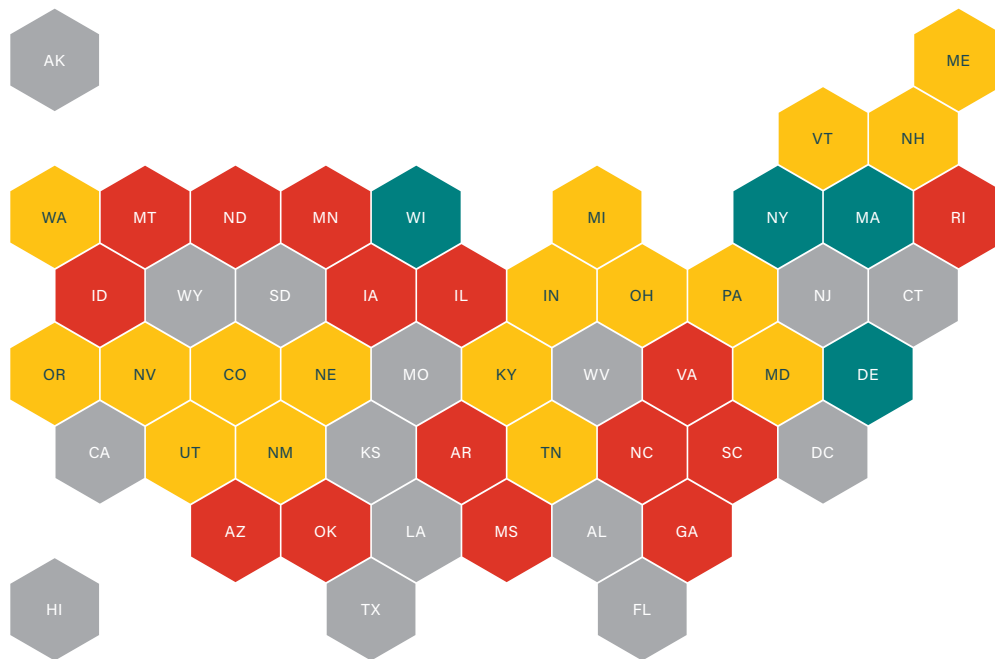 AK
ME
VT NH
WA MT ND MN WI MI NY MA RI
ID WY SD IA IL IN OH PA NJ CT
OR NV CO NE MO KY WV VA MD DE
CA UT NM KS AR TN NC SC DC
AZ OK LA MS AL GA
HI TX FL